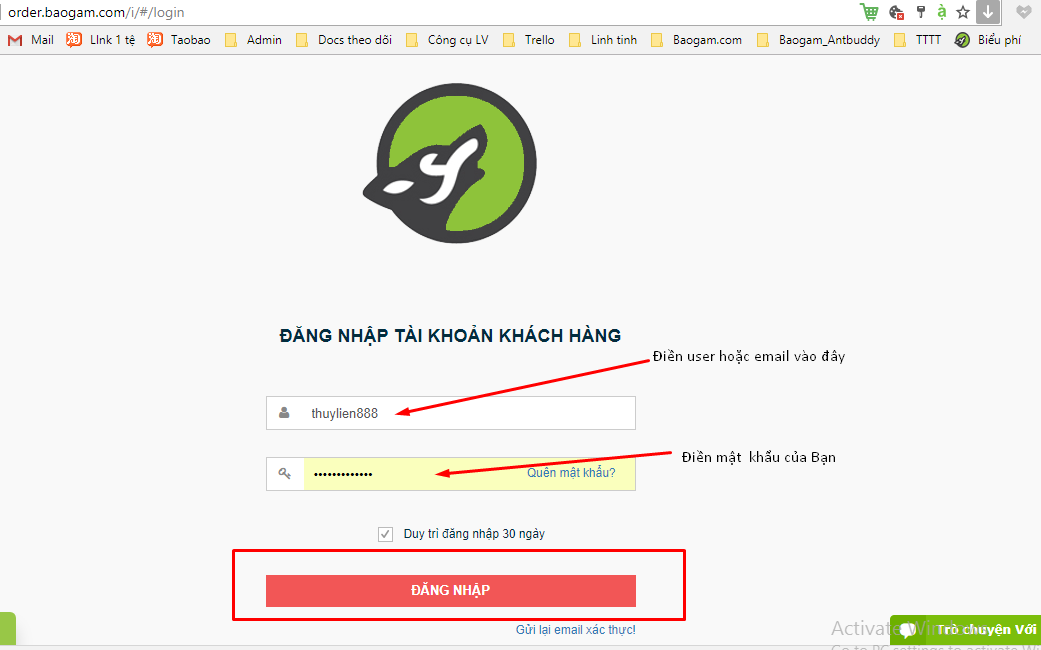 order.baogam.com/i/#/login
Mail LInk 1 tệ Taobao Admin Docs theo dõi Công cụ LV Trello Linh tinh Baogam.com Baogam_Antbuddy TTTT Biểu phí
ĐĂNG NHẬP TÀI KHOẢN KHÁCH HÀNG
Điền user hoặc email vào đây
thuylien888
Điền mật khẩu của Bạn
Quên mật khẩu?
Duy trì đăng nhập 30 ngày
ĐĂNG NHẬP
Gửi lại email xác thực!
Activate Windows
Trò chuyện Với
Go to PC settings to activate